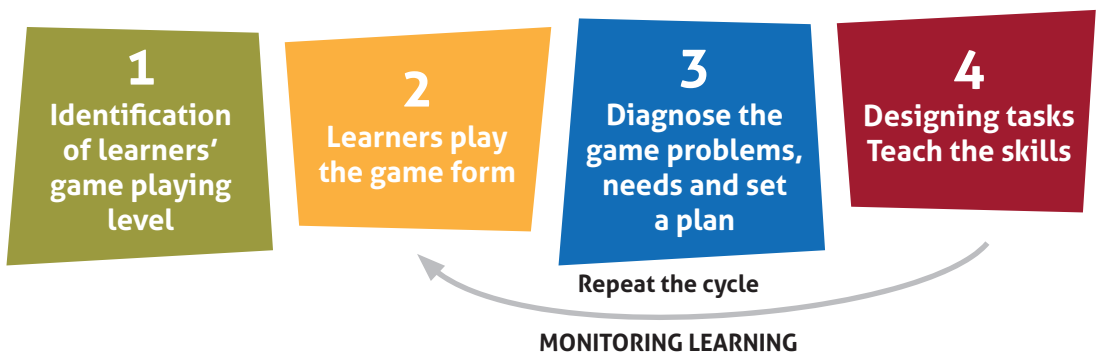 1
Identification
of learners’
game playing
level
2
Learners play
the game form
3
Diagnose the
game problems,
needs and set
a plan
4
Designing tasks
Teach the skills
Repeat the cycle
MONITORING LEARNING